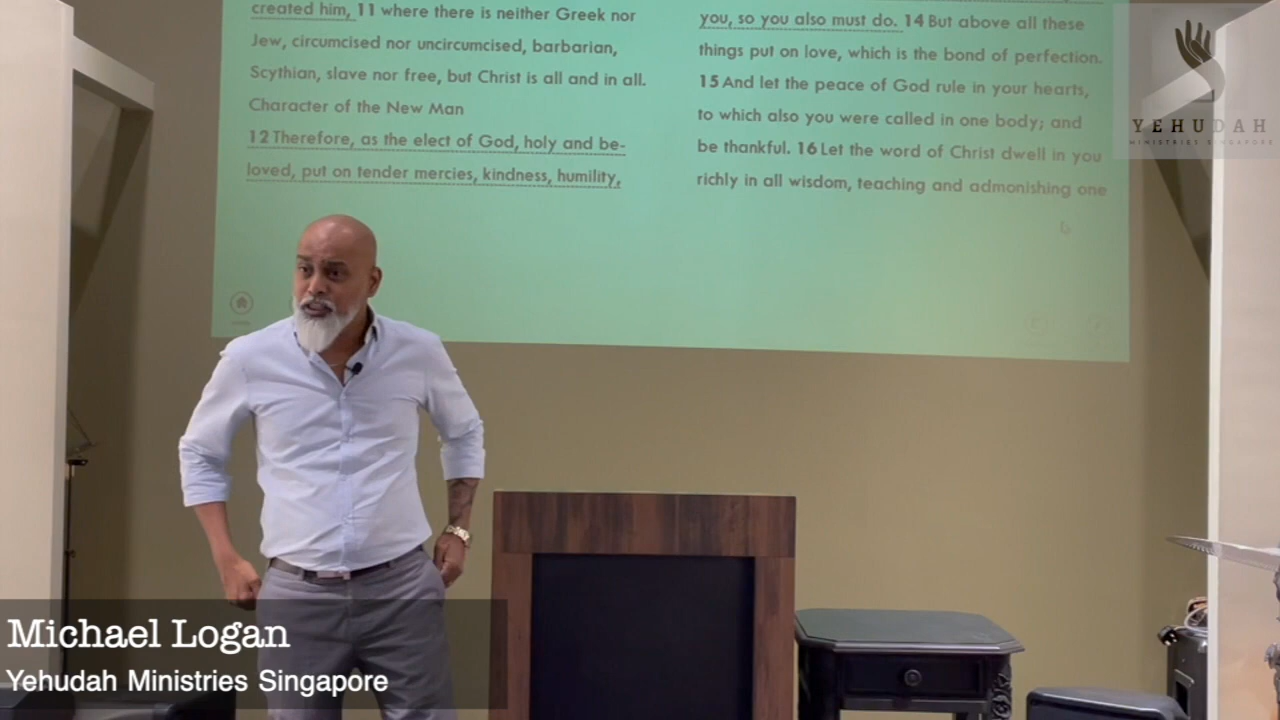 created him, 11 where there is neither Greek nor
Jew, circumcised nor uncircumcised, barbarian,
Scythian, slave nor free, but Christ is all and in all.
Character of the New Man
12 Therefore, as the elect of God, holy and be-
loved, put on tender mercies, kindness, humility,
you, so you also must do. 14 But above all these
things put on love, which is the bond of perfection.
15 And let the peace of God rule in your hearts,
to which also you were called in one body; and
be thankful. 16 Let the word of Christ dwell in you
richly in all wisdom, teaching and admonishing one
YEHUDAH
MINISTRIES SINGAPORE
Michael Logan
Yehudah Ministries Singapore